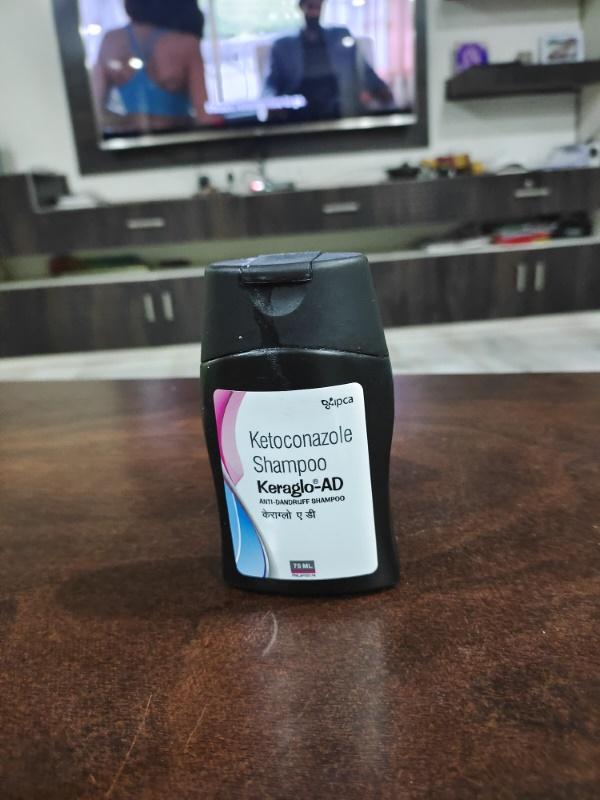 ipca
Ketoconazole
Shampoo
Keraglo®-AD
ANTI-DANDRUFF SHAMPOO
केराग्लो ए डी
75 ML